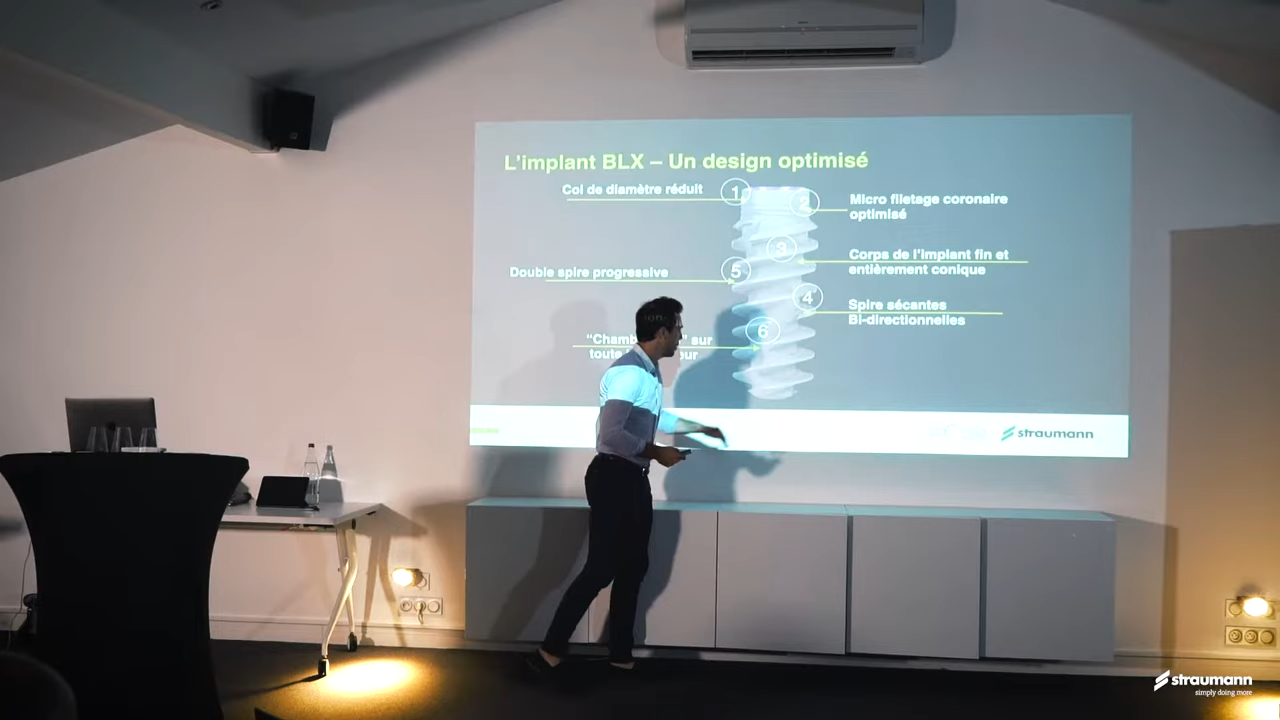 L'implant BLX – Un design optimisé
Col de diamètre réduit
1
2
Micro filetage coronaire
optimisé
3
Corps de l'implant fin et
entièrement conique
Double spire progressive
5
4
Spire sécantes
Bi-directionnelles
6
sur
toute
straumann
straumann
simply doing more